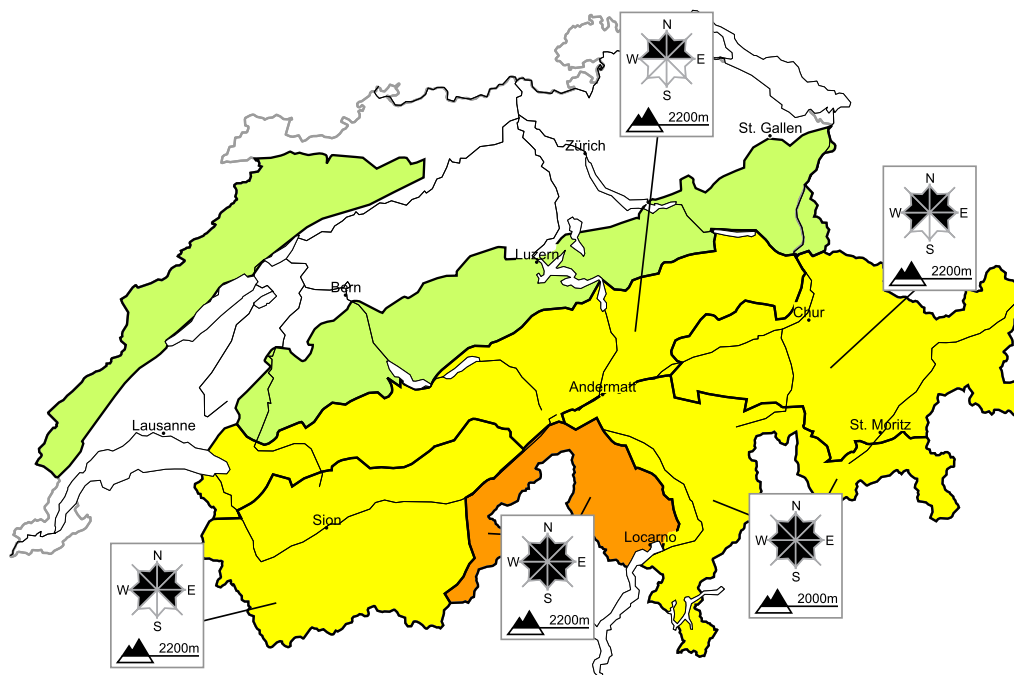 N
W E
S
2200m
St. Gallen
Zürich
N
W E
S
2200m
Luzern
Bern
Chur
Andermatt
St. Moritz
Lausanne
Sion
N
W E
S
2000m
N
W E
S
2200m
Locarno
N
W E
S
2200m